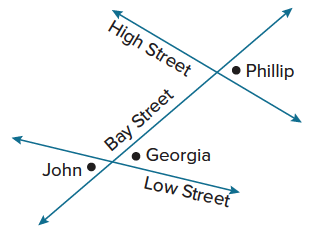 High Street
Phillip
Bay Street
Georgia
John
Low Street